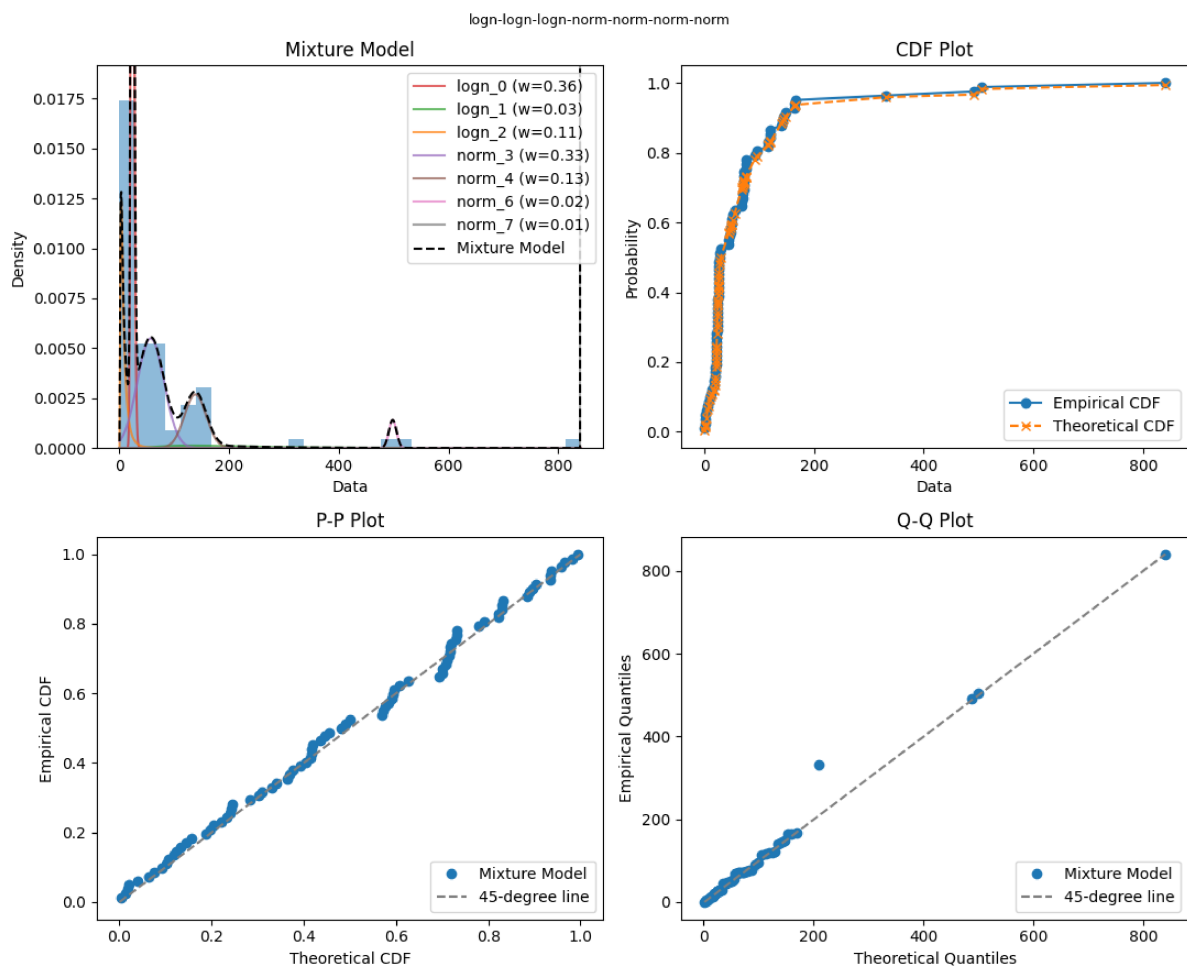 logn-logn-logn-norm-norm-norm-norm
Mixture Model
0.0175
0.0150
0.0125
0.0100
0.0075
0.0050
0.0025
0.0000
Density
0
200
400
600
800
Data
logn_0 (w=0.36)
logn_1 (w=0.03)
logn_2 (w=0.11)
norm_3 (w=0.33)
norm_4 (w=0.13)
norm_6 (w=0.02)
norm_7 (w=0.01)
Mixture Model
CDF Plot
1.0
0.8
0.6
0.4
0.2
0.0
Probability
0
200
400
600
800
Data
Empirical CDF
Theoretical CDF
P-P Plot
1.0
0.8
0.6
0.4
0.2
0.0
Empirical CDF
0.0
0.2
0.4
0.6
0.8
1.0
Theoretical CDF
Mixture Model
45-degree line
Q-Q Plot
800
600
400
200
0
Empirical Quantiles
0
200
400
600
800
Theoretical Quantiles
Mixture Model
45-degree line